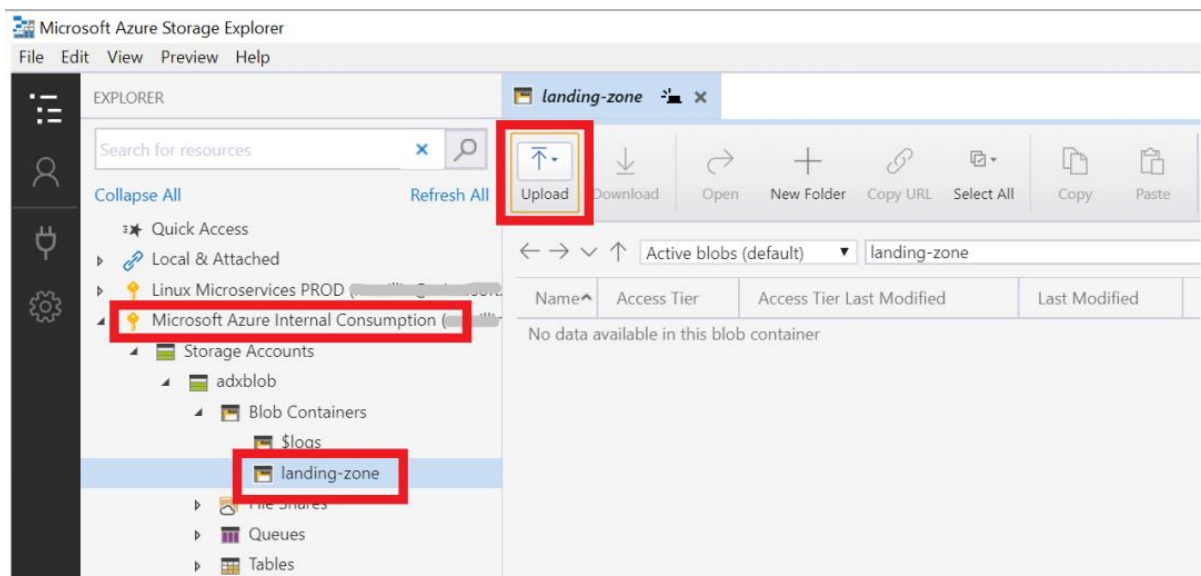 Microsoft Azure Storage Explorer
File Edit View Preview Help
EXPLORER
Search for resources
Collapse All Refresh All
Quick Access
Local & Attached
Linux Microservices PROD (
Microsoft Azure Internal Consumption (
Storage Accounts
adxblob
Blob Containers
$logs
landing-zone
File Shares
Queues
Tables
landing-zone
Upload Download Open New Folder Copy URL Select All Copy Paste
Active blobs (default) landing-zone
Name Access Tier Access Tier Last Modified Last Modified
No data available in this blob container